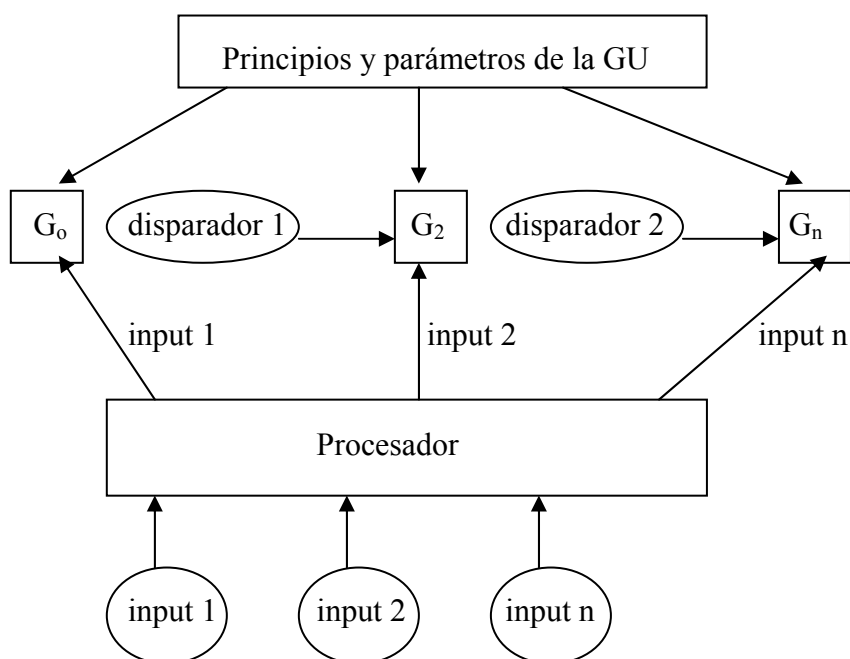 Principios y parámetros de la GU
Gₒ disparador 1 G₂ disparador 2 Gₙ
input 1 input 2 input n
Procesador
input 1 input 2 input n